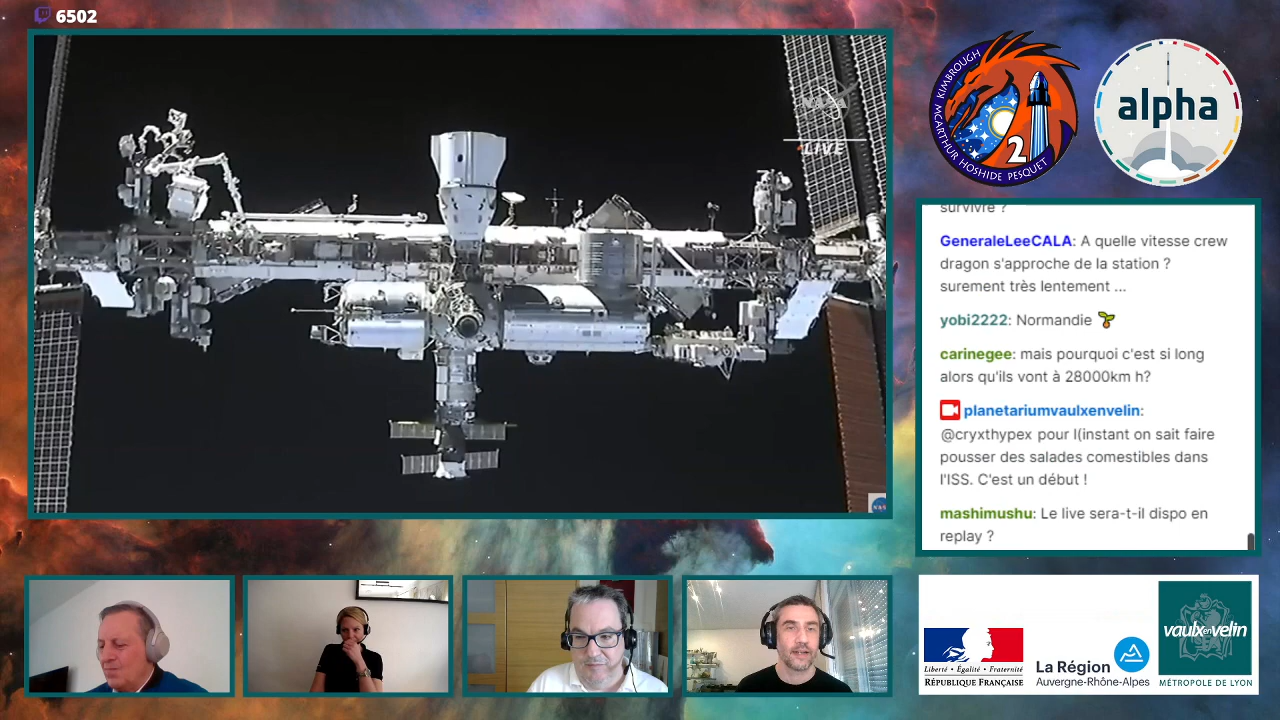 6502
NASA
LIVE
KIMBROUGH
MCARTHUR HOSHIDE PESQUET
2
alpha
survivre ?
GeneraleLeeCALA: A quelle vitesse crew
dragon s'approche de la station ?
surement très lentement ...
yobi2222: Normandie
carinegee: mais pourquoi c'est si long
alors qu'ils vont à 28000km h?
planetariumvaulxenvelin:
@cryxthypex pour l(instant on sait faire
pousser des salades comestibles dans
l'ISS. C'est un début !
mashimushu: Le live sera-t-il dispo en
replay ?
Liberté • Égalité • Fraternité
RÉPUBLIQUE FRANÇAISE
La Région
Auvergne-Rhône-Alpes
vaulx en velin
MÉTROPOLE DE LYON